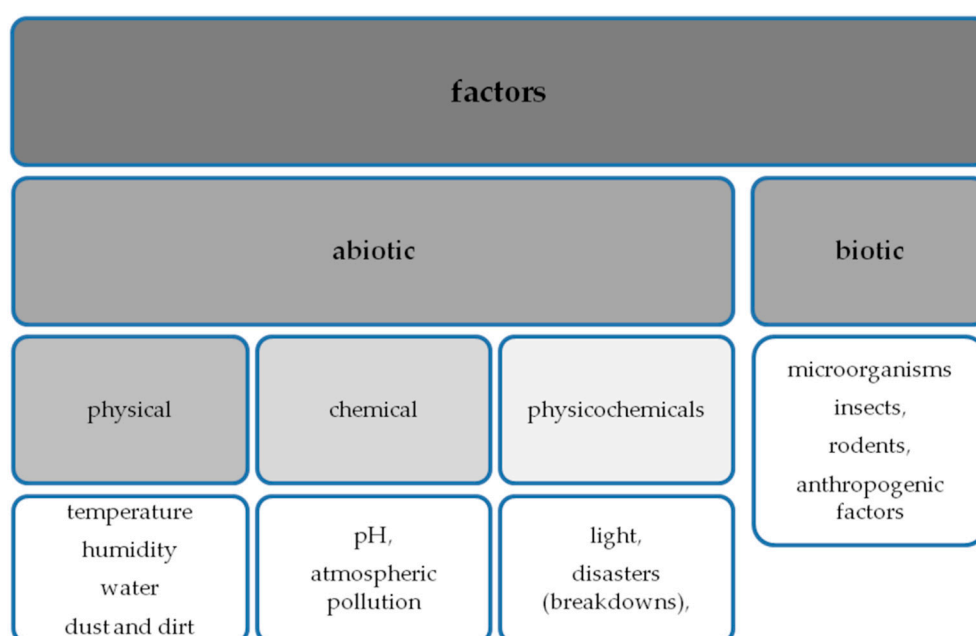 factors
abiotic
biotic
physical
chemical
physicochemicals
microorganisms
insects,
rodents,
anthropogenic
factors
temperature
humidity
water
dust and dirt
pH,
atmospheric
pollution
light,
disasters
(breakdowns),